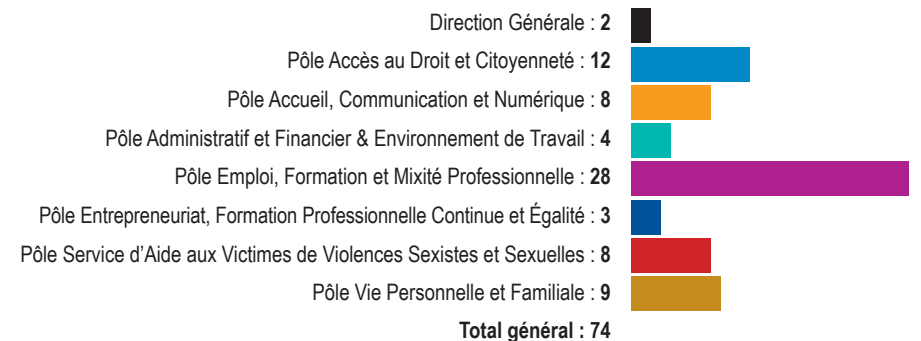 Direction Générale : 2
Pôle Accès au Droit et Citoyenneté : 12
Pôle Accueil, Communication et Numérique : 8
Pôle Administratif et Financier & Environnement de Travail : 4
Pôle Emploi, Formation et Mixité Professionnelle : 28
Pôle Entrepreneuriat, Formation Professionnelle Continue et Égalité : 3
Pôle Service d’Aide aux Victimes de Violences Sexistes et Sexuelles : 8
Pôle Vie Personnelle et Familiale : 9
Total général : 74